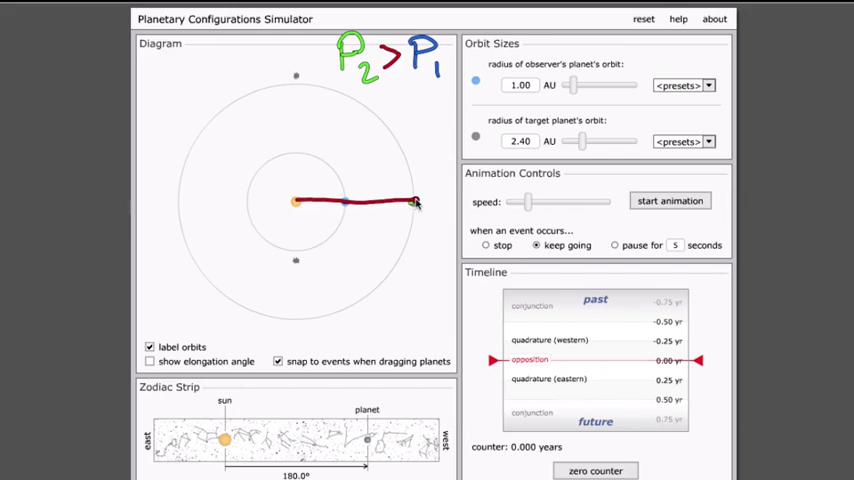 Planetary Configurations Simulator
reset help about
Diagram
P2 > P1
label orbits
show elongation angle
snap to events when dragging planets
Zodiac Strip
sun
planet
east
west
180.0°
Orbit Sizes
radius of observer's planet's orbit:
1.00 AU <presets>
radius of target planet's orbit:
2.40 AU <presets>
Animation Controls
speed:
start animation
when an event occurs...
stop keep going pause for 5 seconds
Timeline
past
conjunction -0.75 yr
-0.50 yr
quadrature (western) -0.25 yr
opposition 0.00 yr
quadrature (eastern) 0.25 yr
0.50 yr
conjunction 0.75 yr
future
counter: 0.000 years
zero counter